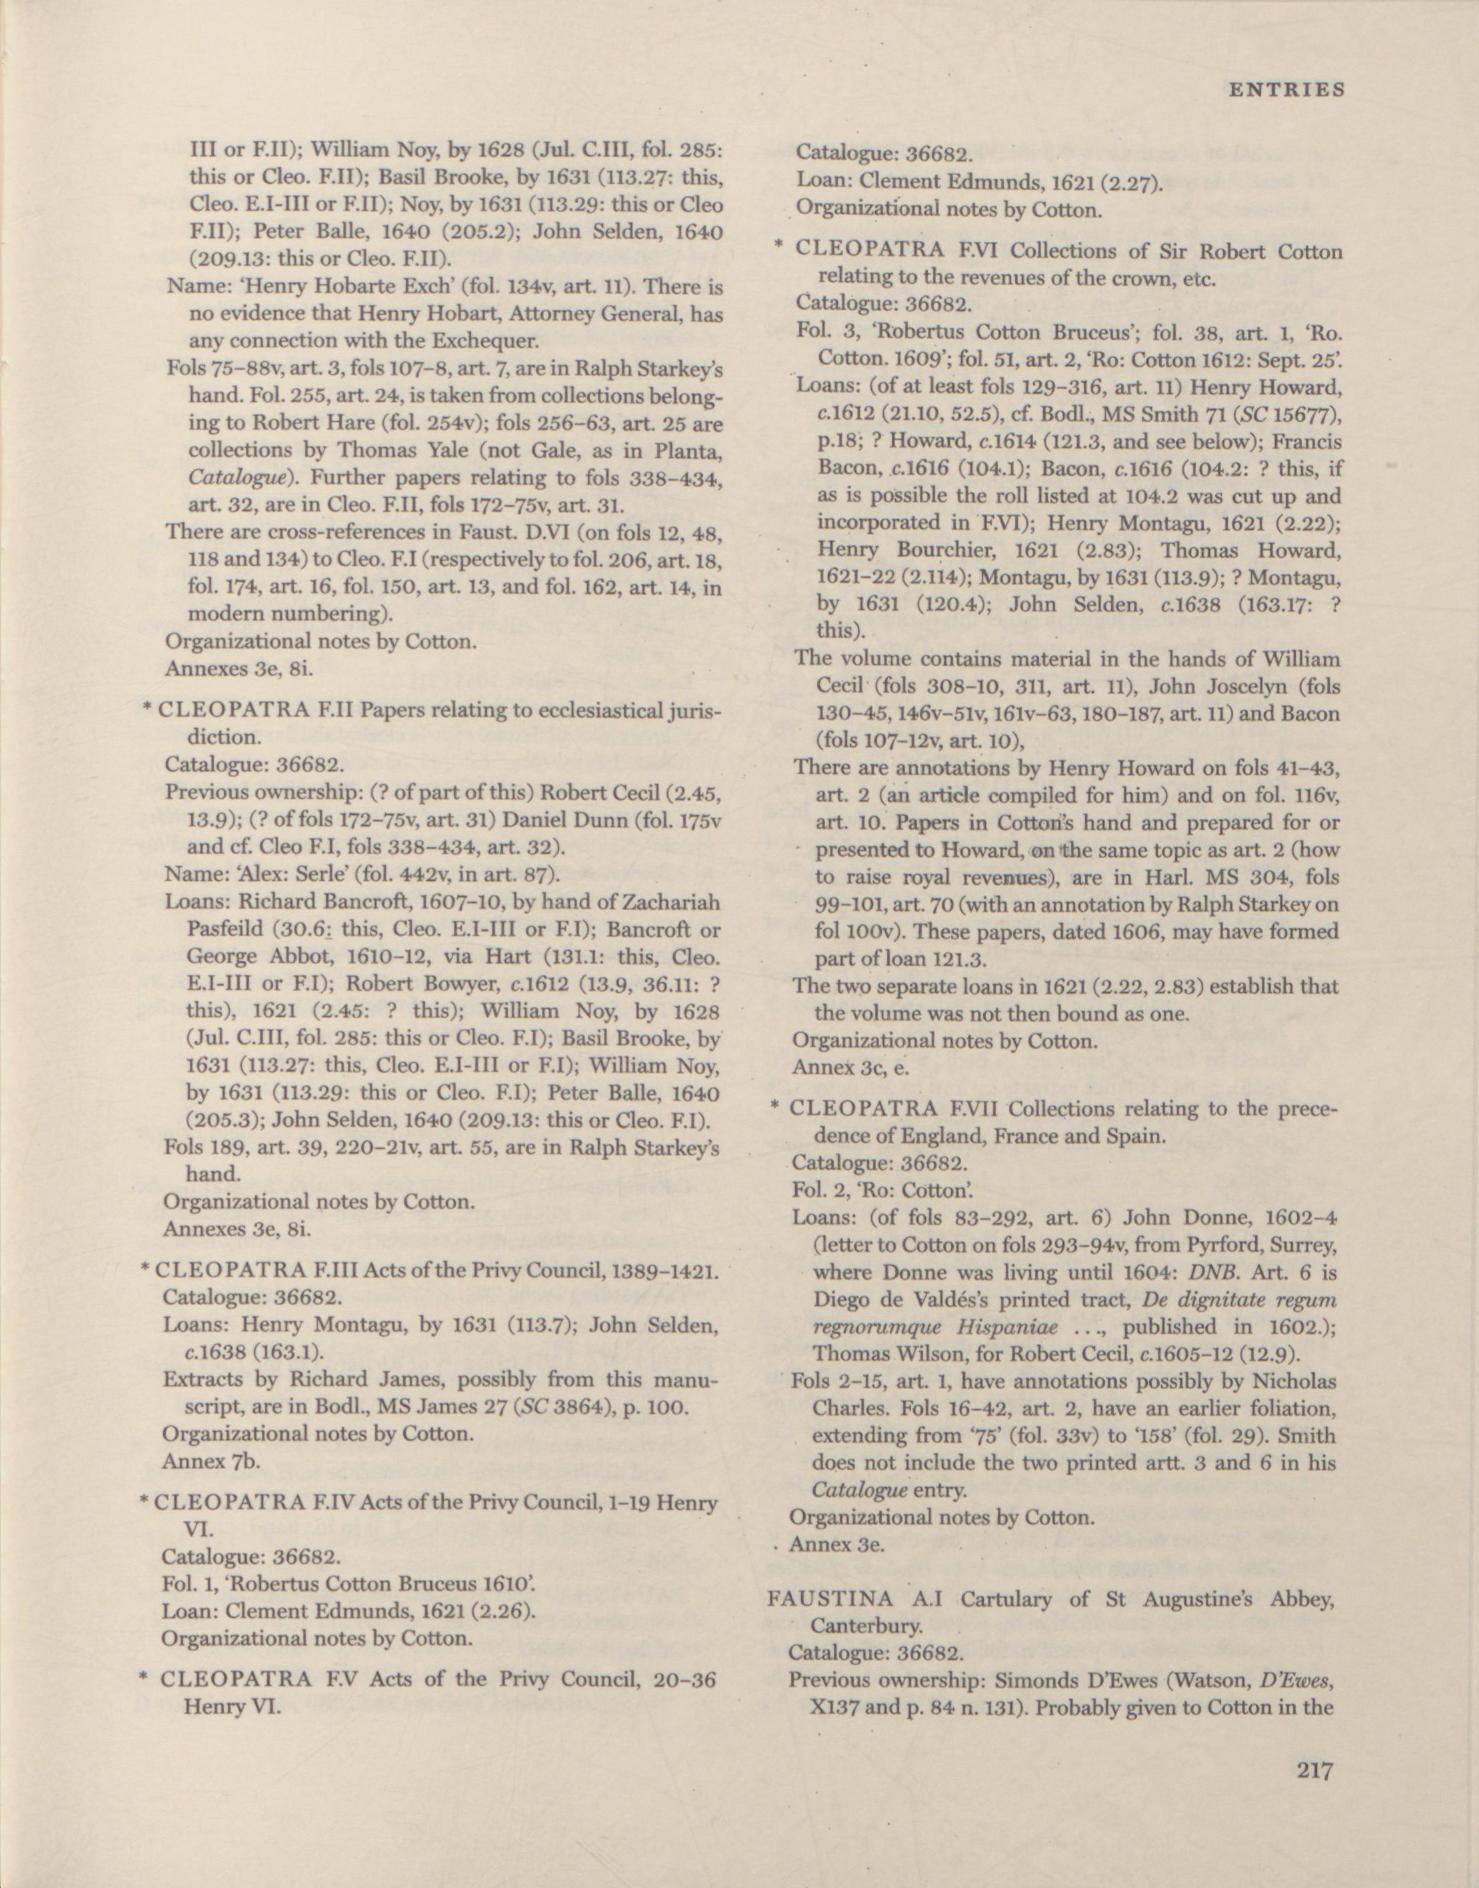 ENTRIES
III or F.II); William Noy, by 1628 (Jul. C.III, fol. 285:
this or Cleo. F.II); Basil Brooke, by 1631 (113.27: this,
Cleo. E.I-III or F.II); Noy, by 1631 (113.29: this or Cleo
F.II); Peter Balle, 1640 (205.2); John Selden, 1640
(209.13: this or Cleo. F.II).
Name: ‘Henry Hobarte Exch’ (fol. 134v, art. 11). There is
no evidence that Henry Hobart, Attorney General, has
any connection with the Exchequer.
Fols 75–88v, art. 3, fols 107–8, art. 7, are in Ralph Starkey’s
hand. Fol. 255, art. 24, is taken from collections belong-
ing to Robert Hare (fol. 254v); fols 256–63, art. 25 are
collections by Thomas Yale (not Gale, as in Planta,
Catalogue). Further papers relating to fols 338–434,
art. 32, are in Cleo. F.II, fols 172–75v, art. 31.
There are cross-references in Faust. D.VI (on fols 12, 48,
118 and 134) to Cleo. F.I (respectively to fol. 206, art. 18,
fol. 174, art. 16, fol. 150, art. 13, and fol. 162, art. 14, in
modern numbering).
Organizational notes by Cotton.
Annexes 3e, 8i.
* CLEOPATRA F.II Papers relating to ecclesiastical juris-
diction.
Catalogue: 36682.
Previous ownership: (? of part of this) Robert Cecil (2.45,
13.9); (? of fols 172–75v, art. 31) Daniel Dunn (fol. 175v
and cf. Cleo F.I, fols 338–434, art. 32).
Name: ‘Alex: Serle’ (fol. 442v, in art. 87).
Loans: Richard Bancroft, 1607–10, by hand of Zachariah
Pasfeild (30.6: this, Cleo. E.I-III or F.I); Bancroft or
George Abbot, 1610–12, via Hart (131.1: this, Cleo.
E.I-III or F.I); Robert Bowyer, c.1612 (13.9, 36.11: ?
this), 1621 (2.45: ? this); William Noy, by 1628
(Jul. C.III, fol. 285: this or Cleo. F.I); Basil Brooke, by
1631 (113.27: this, Cleo. E.I-III or F.I); William Noy,
by 1631 (113.29: this or Cleo. F.I); Peter Balle, 1640
(205.3); John Selden, 1640 (209.13: this or Cleo. F.I).
Fols 189, art. 39, 220–21v, art. 55, are in Ralph Starkey’s
hand.
Organizational notes by Cotton.
Annexes 3e, 8i.
* CLEOPATRA F.III Acts of the Privy Council, 1389–1421.
Catalogue: 36682.
Loans: Henry Montagu, by 1631 (113.7); John Selden,
c.1638 (163.1).
Extracts by Richard James, possibly from this manu-
script, are in Bodl., MS James 27 (SC 3864), p. 100.
Organizational notes by Cotton.
Annex 7b.
* CLEOPATRA F.IV Acts of the Privy Council, 1–19 Henry
VI.
Catalogue: 36682.
Fol. 1, ‘Robertus Cotton Bruceus 1610’.
Loan: Clement Edmunds, 1621 (2.26).
Organizational notes by Cotton.
* CLEOPATRA F.V Acts of the Privy Council, 20–36
Henry VI.
Catalogue: 36682.
Loan: Clement Edmunds, 1621 (2.27).
Organizational notes by Cotton.
* CLEOPATRA F.VI Collections of Sir Robert Cotton
relating to the revenues of the crown, etc.
Catalogue: 36682.
Fol. 3, ‘Robertus Cotton Bruceus’; fol. 38, art. 1, ‘Ro.
Cotton. 1609’; fol. 51, art. 2, ‘Ro: Cotton 1612: Sept. 25’.
Loans: (of at least fols 129–316, art. 11) Henry Howard,
c.1612 (21.10, 52.5), cf. Bodl., MS Smith 71 (SC 15677),
p.18; ? Howard, c.1614 (121.3, and see below); Francis
Bacon, c.1616 (104.1); Bacon, c.1616 (104.2: ? this, if
as is possible the roll listed at 104.2 was cut up and
incorporated in F.VI); Henry Montagu, 1621 (2.22);
Henry Bourchier, 1621 (2.83); Thomas Howard,
1621–22 (2.114); Montagu, by 1631 (113.9); ? Montagu,
by 1631 (120.4); John Selden, c.1638 (163.17: ?
this).
The volume contains material in the hands of William
Cecil (fols 308–10, 311, art. 11), John Joscelyn (fols
130–45, 146v–51v, 161v–63, 180–187, art. 11) and Bacon
(fols 107–12v, art. 10),
There are annotations by Henry Howard on fols 41–43,
art. 2 (an article compiled for him) and on fol. 116v,
art. 10. Papers in Cotton’s hand and prepared for or
presented to Howard, on the same topic as art. 2 (how
to raise royal revenues), are in Harl. MS 304, fols
99–101, art. 70 (with an annotation by Ralph Starkey on
fol 100v). These papers, dated 1606, may have formed
part of loan 121.3.
The two separate loans in 1621 (2.22, 2.83) establish that
the volume was not then bound as one.
Organizational notes by Cotton.
Annex 3c, e.
* CLEOPATRA F.VII Collections relating to the prece-
dence of England, France and Spain.
Catalogue: 36682.
Fol. 2, ‘Ro: Cotton’.
Loans: (of fols 83–292, art. 6) John Donne, 1602–4
(letter to Cotton on fols 293–94v, from Pyrford, Surrey,
where Donne was living until 1604: DNB. Art. 6 is
Diego de Valdés’s printed tract, De dignitate regum
regnorumque Hispaniae ..., published in 1602.);
Thomas Wilson, for Robert Cecil, c.1605–12 (12.9).
Fols 2–15, art. 1, have annotations possibly by Nicholas
Charles. Fols 16–42, art. 2, have an earlier foliation,
extending from ‘75’ (fol. 33v) to ‘158’ (fol. 29). Smith
does not include the two printed artt. 3 and 6 in his
Catalogue entry.
Organizational notes by Cotton.
Annex 3e.
FAUSTINA A.I Cartulary of St Augustine’s Abbey,
Canterbury.
Catalogue: 36682.
Previous ownership: Simonds D’Ewes (Watson, D’Ewes,
X137 and p. 84 n. 131). Probably given to Cotton in the
217